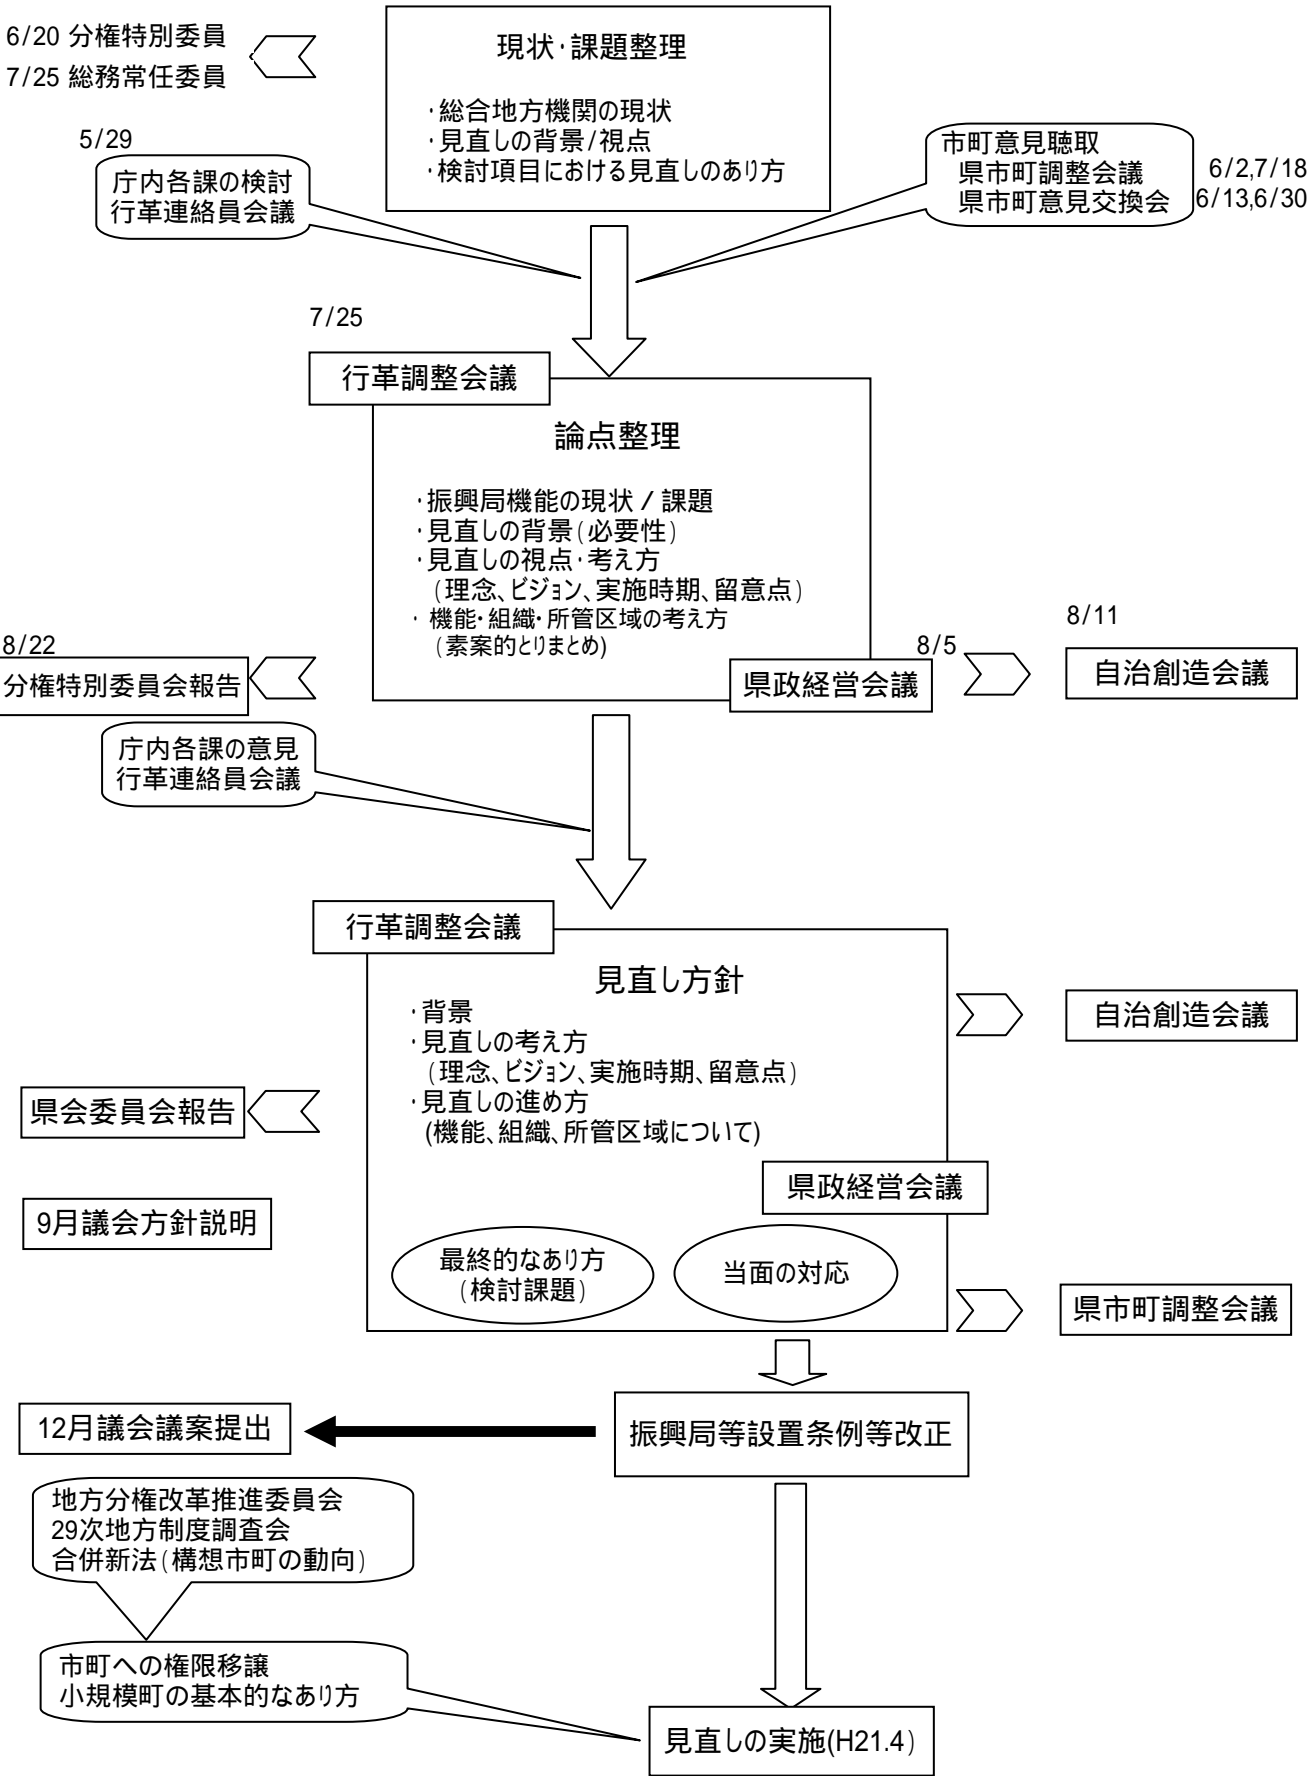 6/20 分権特別委員
7/25 総務常任委員
現状・課題整理
・総合地方機関の現状
・見直しの背景/視点
・検討項目における見直しのあり方
5/29
庁内各課の検討
行革連絡員会議
市町意見聴取
県市町調整会議 6/2,7/18
県市町意見交換会 6/13,6/30
7/25
行革調整会議
論点整理
・振興局機能の現状/課題
・見直しの背景(必要性)
・見直しの視点・考え方
(理念、ビジョン、実施時期、留意点)
・機能・組織・所管区域の考え方
(素案的とりまとめ)
8/22
分権特別委員会報告
8/5
県政経営会議
8/11
自治創造会議
庁内各課の意見
行革連絡員会議
行革調整会議
見直し方針
・背景
・見直しの考え方
(理念、ビジョン、実施時期、留意点)
・見直しの進め方
(機能、組織、所管区域について)
自治創造会議
県会委員会報告
県政経営会議
9月議会方針説明
最終的なあり方
(検討課題)
当面の対応
県市町調整会議
12月議会議案提出
振興局等設置条例等改正
地方分権改革推進委員会
29次地方制度調査会
合併新法(構想市町の動向)
市町への権限移譲
小規模町の基本的なあり方
見直しの実施(H21.4)